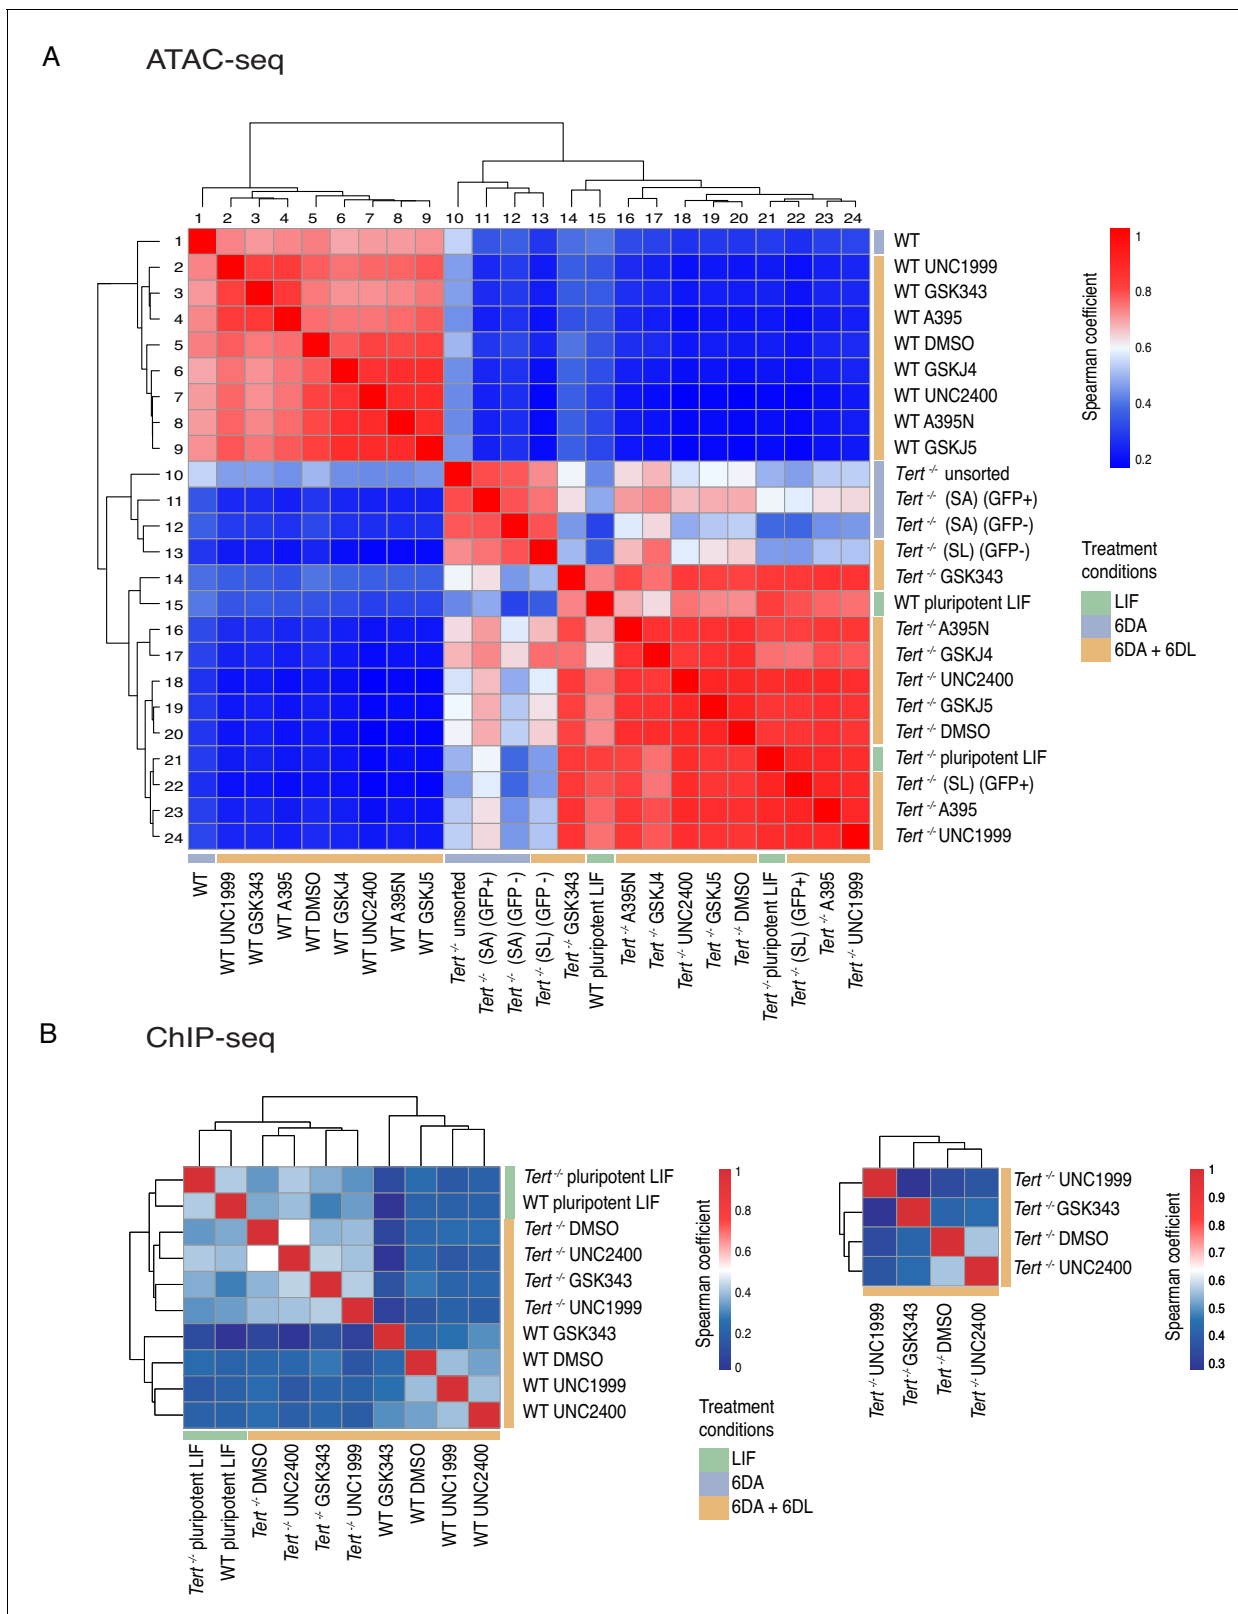 A
ATAC-seq
1 2 3 4 5 6 7 8 9 10 11 12 13 14 15 16 17 18 19 20 21 22 23 24
1 WT
2 WT UNC1999
3 WT GSK343
4 WT A395
5 WT DMSO
6 WT GSKJ4
7 WT UNC2400
8 WT A395N
9 WT GSKJ5
10 Tert -/- unsorted
11 Tert -/- (SA) (GFP+)
12 Tert -/- (SA) (GFP-)
13 Tert -/- (SL) (GFP-)
14 Tert -/- GSK343
15 WT pluripotent LIF
16 Tert -/- A395N
17 Tert -/- GSKJ4
18 Tert -/- UNC2400
19 Tert -/- GSKJ5
20 Tert -/- DMSO
21 Tert -/- pluripotent LIF
22 Tert -/- (SL) (GFP+)
23 Tert -/- A395
24 Tert -/- UNC1999
Spearman coefficient
1
0.8
0.6
0.4
0.2
Treatment
conditions
LIF
6DA
6DA + 6DL
WT
WT UNC1999
WT GSK343
WT A395
WT DMSO
WT GSKJ4
WT UNC2400
WT A395N
WT GSKJ5
Tert -/- unsorted
Tert -/- (SA) (GFP+)
Tert -/- (SA) (GFP -)
Tert -/- (SL) (GFP -)
Tert -/- GSK343
WT pluripotent LIF
Tert -/- A395N
Tert -/- GSKJ4
Tert -/- UNC2400
Tert -/- GSKJ5
Tert -/- DMSO
Tert -/- pluripotent LIF
Tert -/- (SL) (GFP+)
Tert -/- A395
Tert -/- UNC1999
B
ChIP-seq
Tert -/- pluripotent LIF
WT pluripotent LIF
Tert -/- DMSO
Tert -/- UNC2400
Tert -/- GSK343
Tert -/- UNC1999
WT GSK343
WT DMSO
WT UNC1999
WT UNC2400
Tert -/- pluripotent LIF
WT pluripotent LIF
Tert -/- DMSO
Tert -/- UNC2400
Tert -/- GSK343
Tert -/- UNC1999
WT GSK343
WT DMSO
WT UNC1999
WT UNC2400
Spearman coefficient
1
0.8
0.6
0.4
0.2
0
Treatment
conditions
LIF
6DA
6DA + 6DL
Tert -/- UNC1999
Tert -/- GSK343
Tert -/- DMSO
Tert -/- UNC2400
Tert -/- UNC1999
Tert -/- GSK343
Tert -/- DMSO
Tert -/- UNC2400
Spearman coefficient
1
0.9
0.8
0.7
0.6
0.5
0.4
0.3